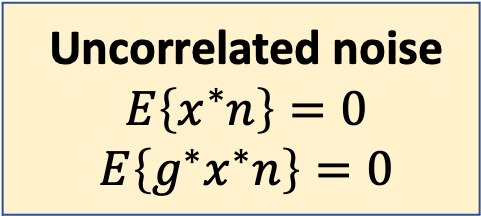 Uncorrelated noise
E{x*n} = 0
E{g*x*n} = 0